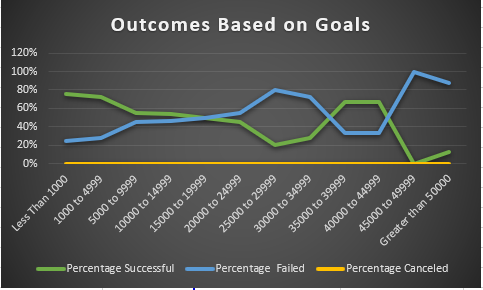 Outcomes Based on Goals
120%
100%
80%
60%
40%
20%
0%
Less Than 1000
1000 to 4999
5000 to 9999
10000 to 14999
15000 to 19999
20000 to 24999
25000 to 29999
30000 to 34999
35000 to 39999
40000 to 44999
45000 to 49999
Greater than 50000
Percentage Successful
Percentage Failed
Percentage Canceled